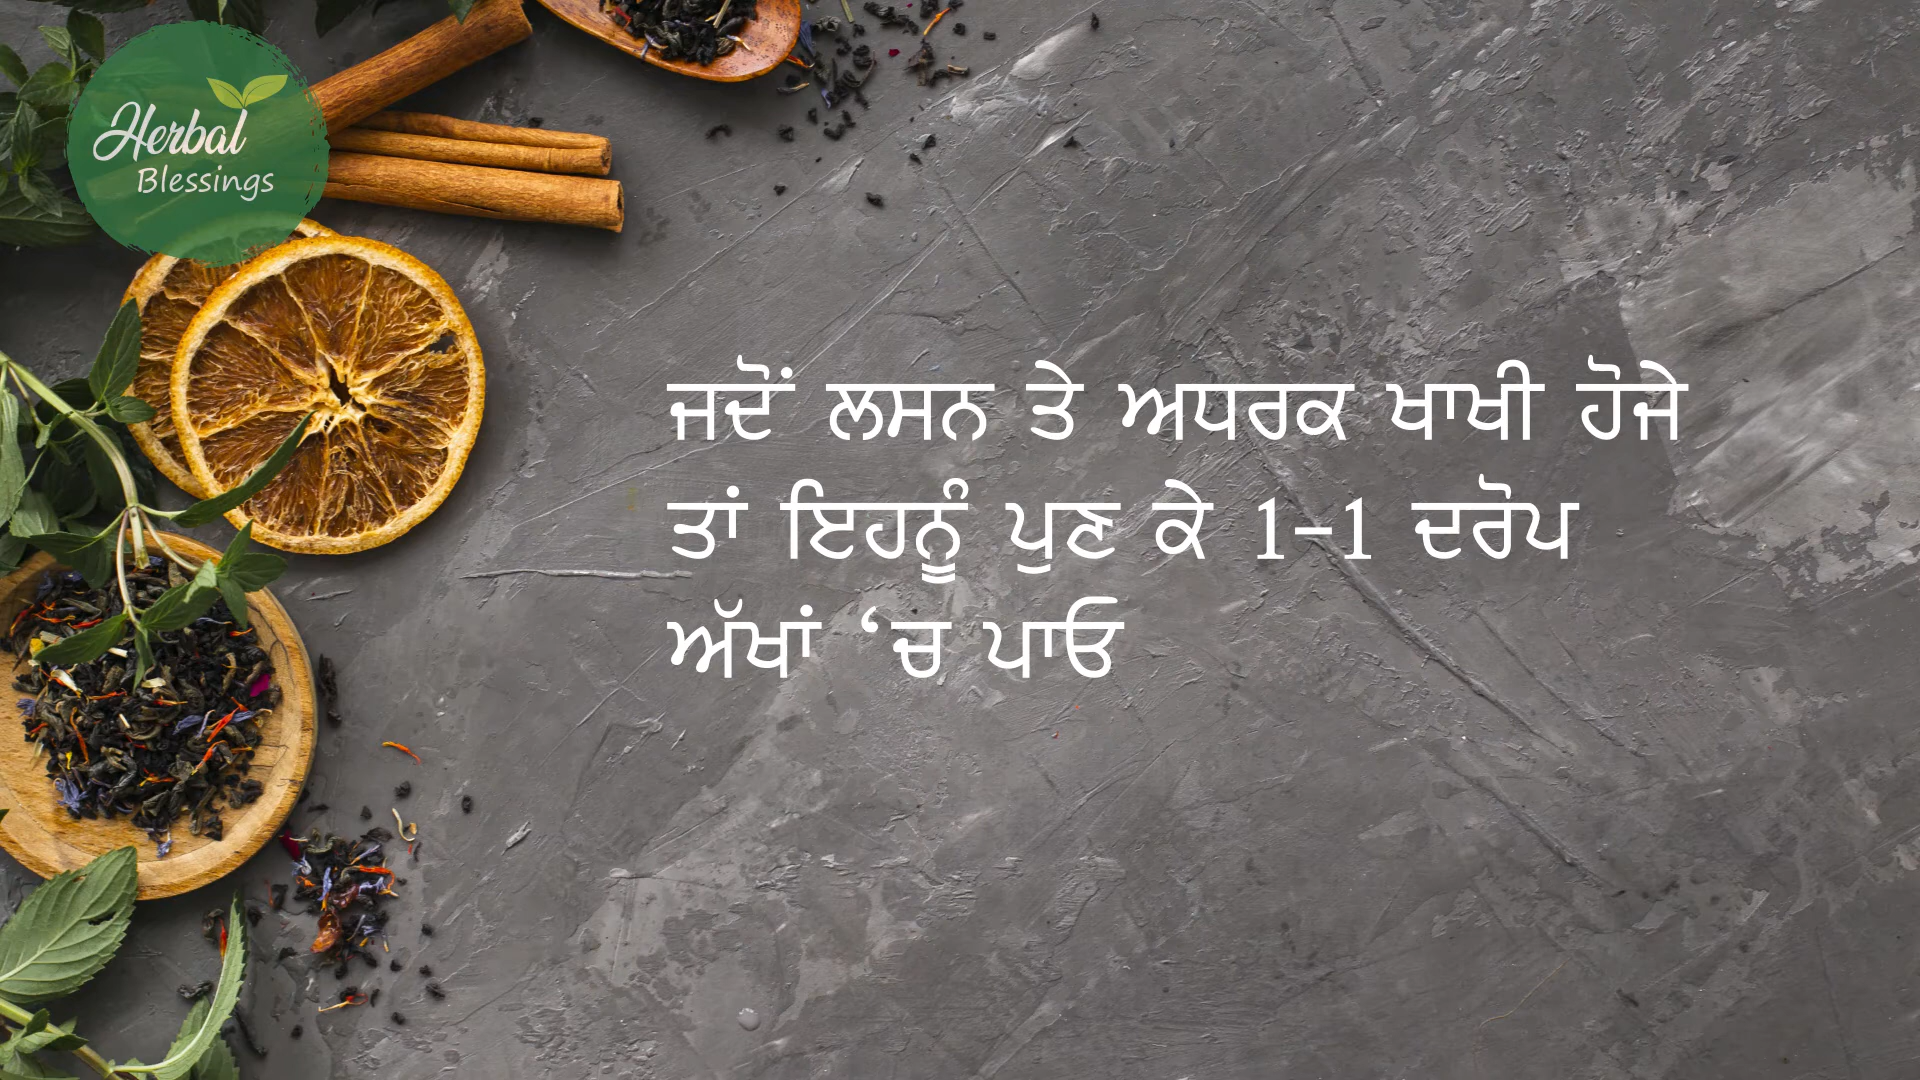 Herbal
Blessings
ਜਦੋਂ ਲਸਨ ਤੇ ਅਧਰਕ ਖਾਖੀ ਹੋਜੇ
ਤਾਂ ਇਹਨੂੰ ਪੁਣ ਕੇ 1-1 ਦਰੋਪ
ਅੱਖਾਂ ‘ਚ ਪਾਓ